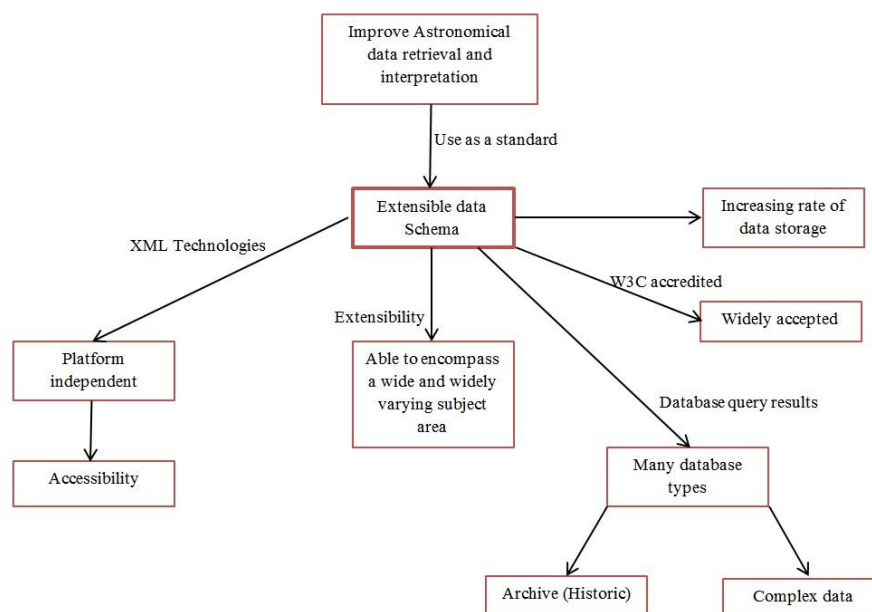 Improve Astronomical
data retrieval and
interpretation
Use as a standard
Extensible data
Schema
Increasing rate of
data storage
XML Technologies
W3C accredited
Extensibility
Widely accepted
Platform
independent
Able to encompass
a wide and widely
varying subject
area
Database query results
Accessibility
Many database
types
Archive (Historic)
Complex data